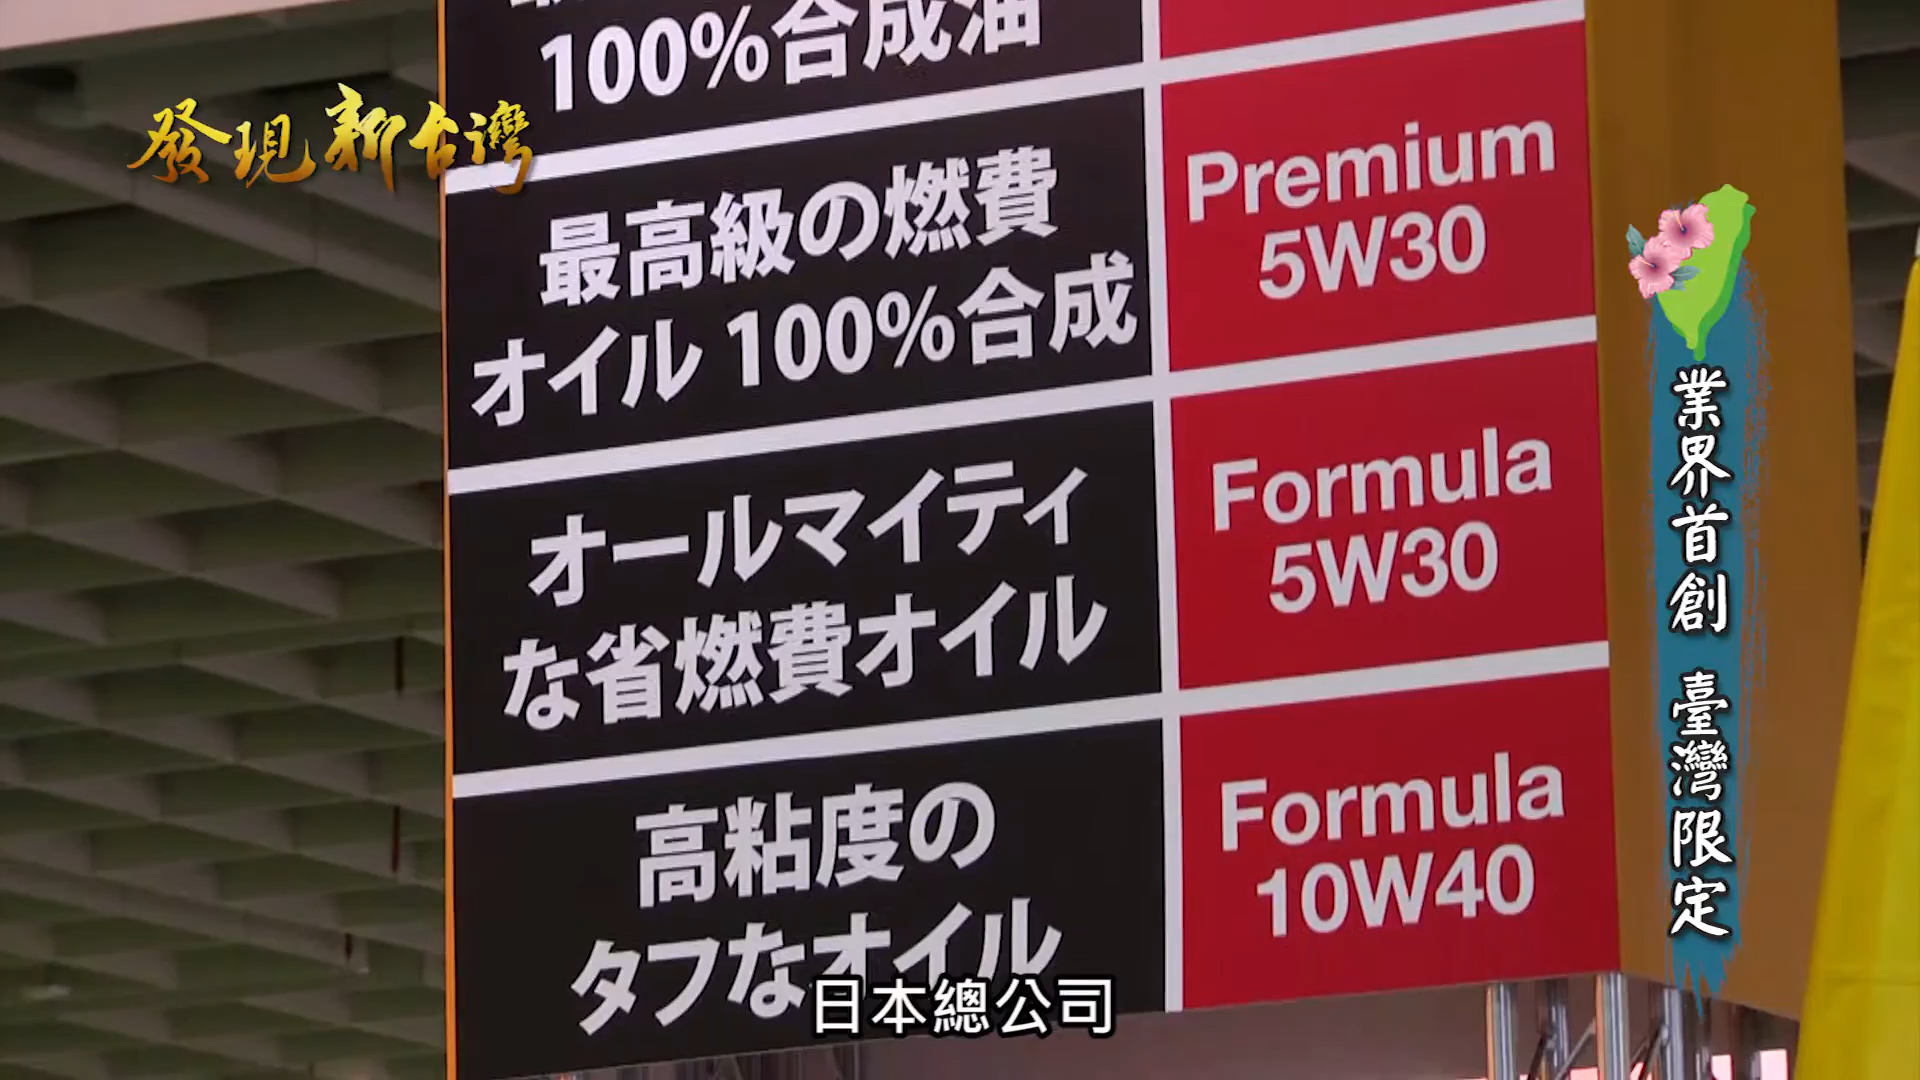 100%合成油
發現新台灣
最高級の燃費
オイル 100%合成
Premium
5W30
オールマイティ
な省燃費オイル
Formula
5W30
高粘度の
タフなオイル
Formula
10W40
業界首創 臺灣限定
日本總公司